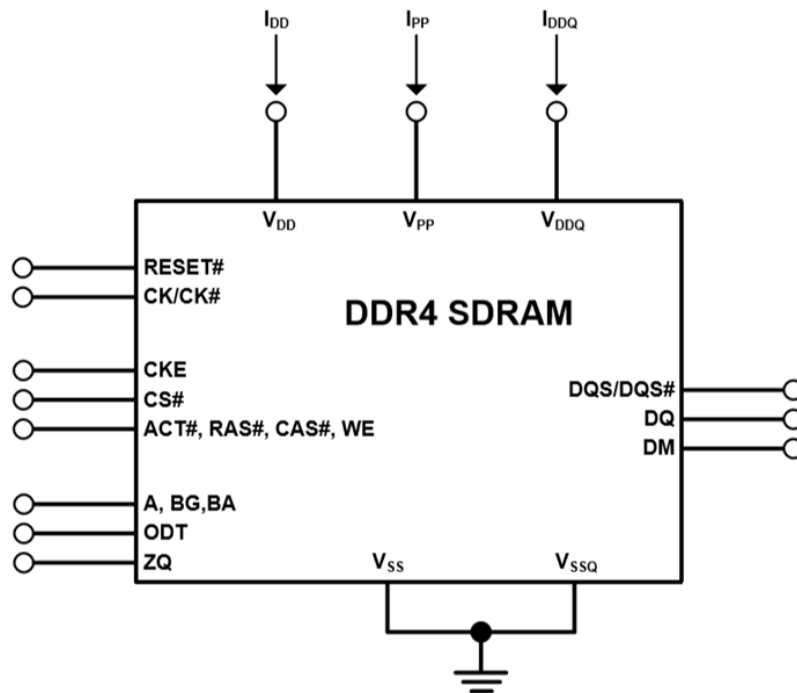 IDD IPP IDDQ
VDD VPP VDDQ
RESET#
CK/CK#
DDR4 SDRAM
CKE
DQS/DQS#
CS#
DQ
ACT#, RAS#, CAS#, WE
DM
A, BG,BA
ODT
ZQ
VSS VSSQ